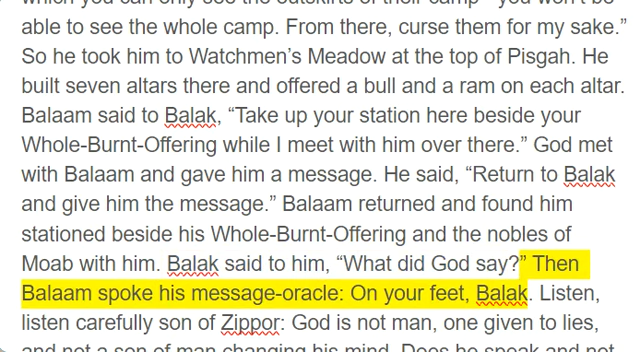 able to see the whole camp. From there, curse them for my sake.”
So he took him to Watchmen’s Meadow at the top of Pisgah. He
built seven altars there and offered a bull and a ram on each altar.
Balaam said to Balak, “Take up your station here beside your
Whole-Burnt-Offering while I meet with him over there.” God met
with Balaam and gave him a message. He said, “Return to Balak
and give him the message.” Balaam returned and found him
stationed beside his Whole-Burnt-Offering and the nobles of
Moab with him. Balak said to him, “What did God say?” Then
Balaam spoke his message-oracle: On your feet, Balak. Listen,
listen carefully son of Zippor: God is not man, one given to lies,